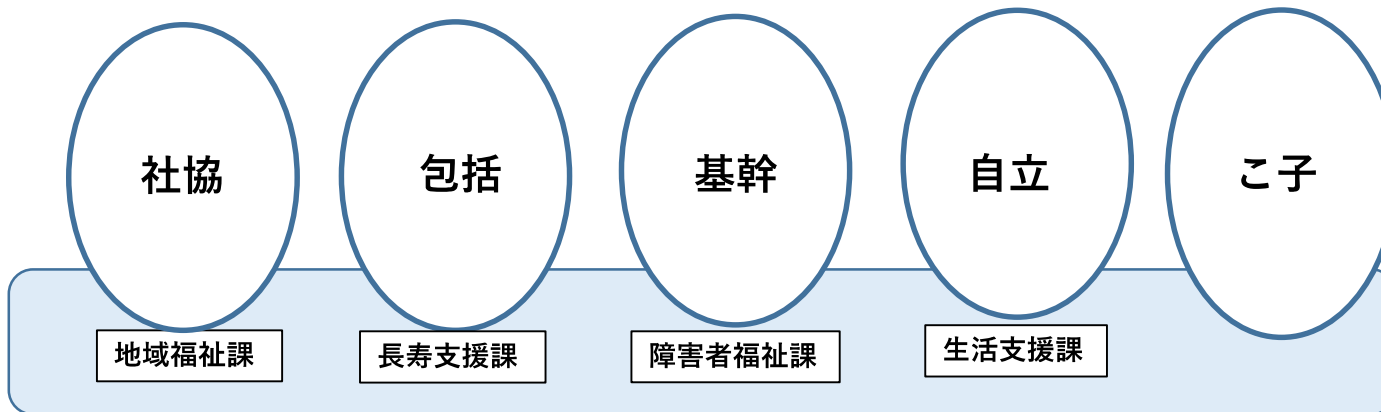 社協
包括
基幹
自立
こ子
地域福祉課
長寿支援課
障害者福祉課
生活支援課